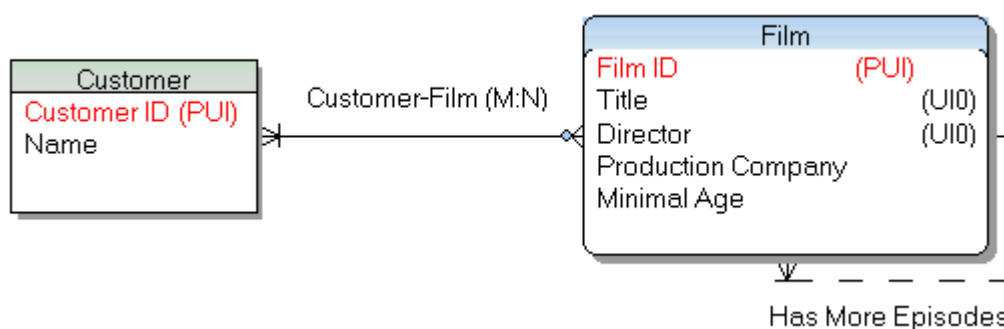 Customer
Customer ID (PUI)
Name
Customer-Film (M:N)
Film
Film ID (PUI)
Title (UI0)
Director (UI0)
Production Company
Minimal Age
Has More Episodes